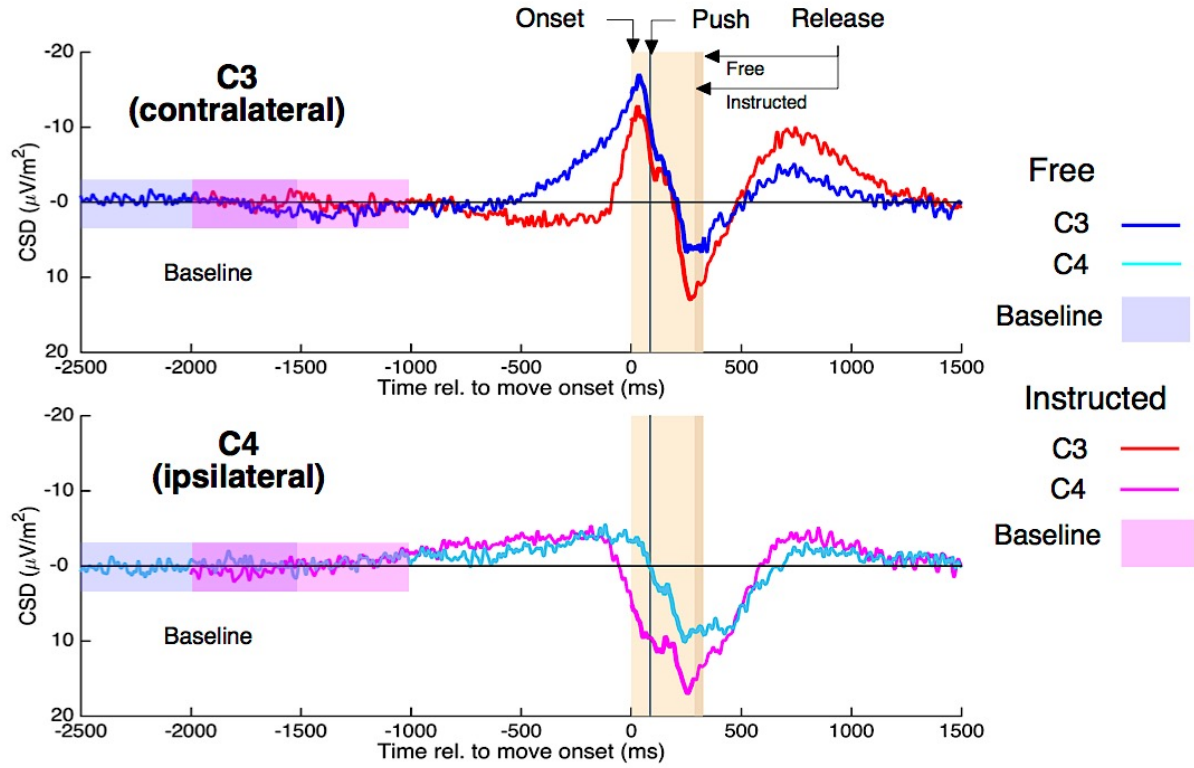 Onset
Push
Release
Free
Instructed
C3
(contralateral)
-20
-10
-0
10
20
CSD (µV/m²)
Baseline
-2500
-2000
-1500
-1000
-500
0
500
1000
1500
Time rel. to move onset (ms)
C4
(ipsilateral)
-20
-10
-0
10
20
CSD (µV/m²)
Baseline
-2500
-2000
-1500
-1000
-500
0
500
1000
1500
Time rel. to move onset (ms)
Free
C3
C4
Baseline
Instructed
C3
C4
Baseline